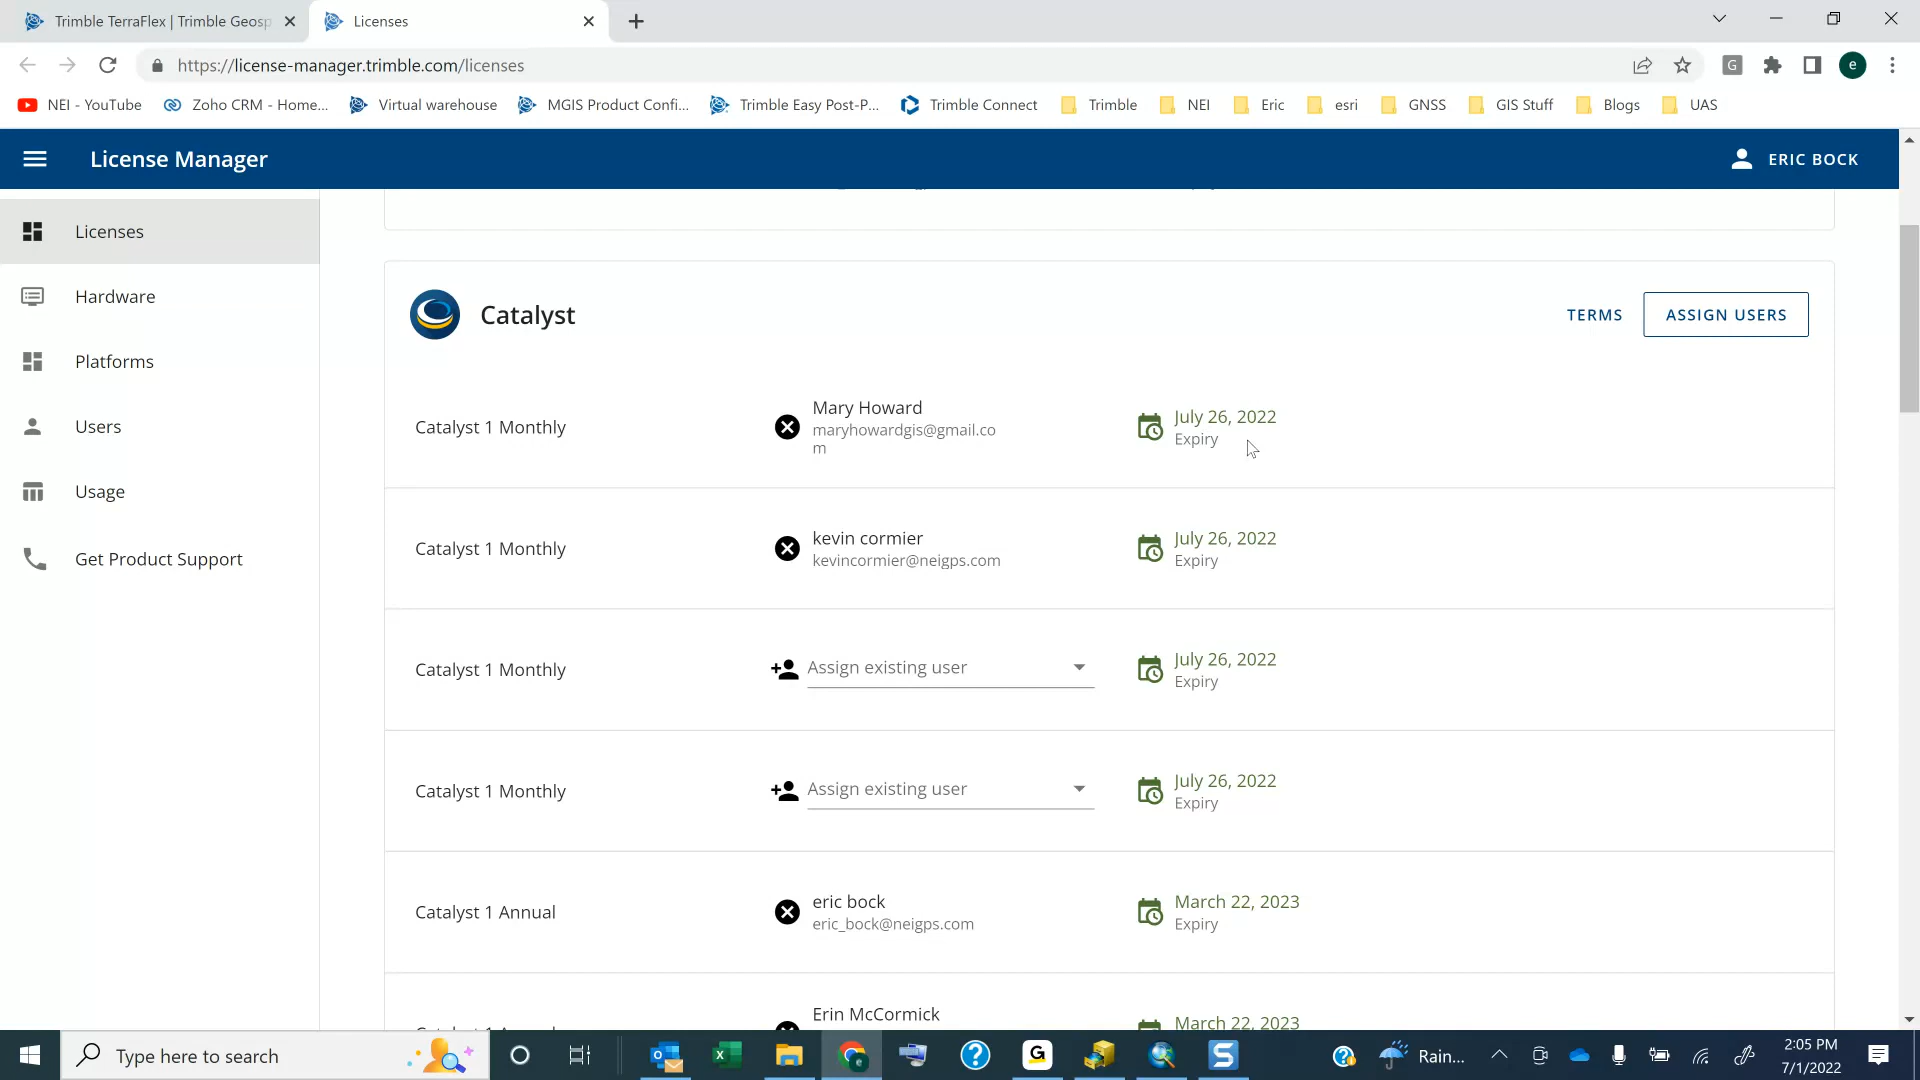 Trimble TerraFlex | Trimble Geosp
Licenses
https://license-manager.trimble.com/licenses
G
e
NEI - YouTube
Zoho CRM - Home...
Virtual warehouse
MGIS Product Confi...
Trimble Easy Post-P...
Trimble Connect
Trimble
NEI
Eric
esri
GNSS
GIS Stuff
Blogs
UAS
License Manager
ERIC BOCK
Licenses
Hardware
Platforms
Users
Usage
Get Product Support
Catalyst
TERMS
ASSIGN USERS
Catalyst 1 Monthly
Mary Howard
maryhowardgis@gmail.co
m
July 26, 2022
Expiry
Catalyst 1 Monthly
kevin cormier
kevincormier@neigps.com
July 26, 2022
Expiry
Catalyst 1 Monthly
Assign existing user
July 26, 2022
Expiry
Catalyst 1 Monthly
Assign existing user
July 26, 2022
Expiry
Catalyst 1 Annual
eric bock
eric_bock@neigps.com
March 22, 2023
Expiry
Erin McCormick
March 22, 2023
Type here to search
Rain...
2:05 PM
7/1/2022